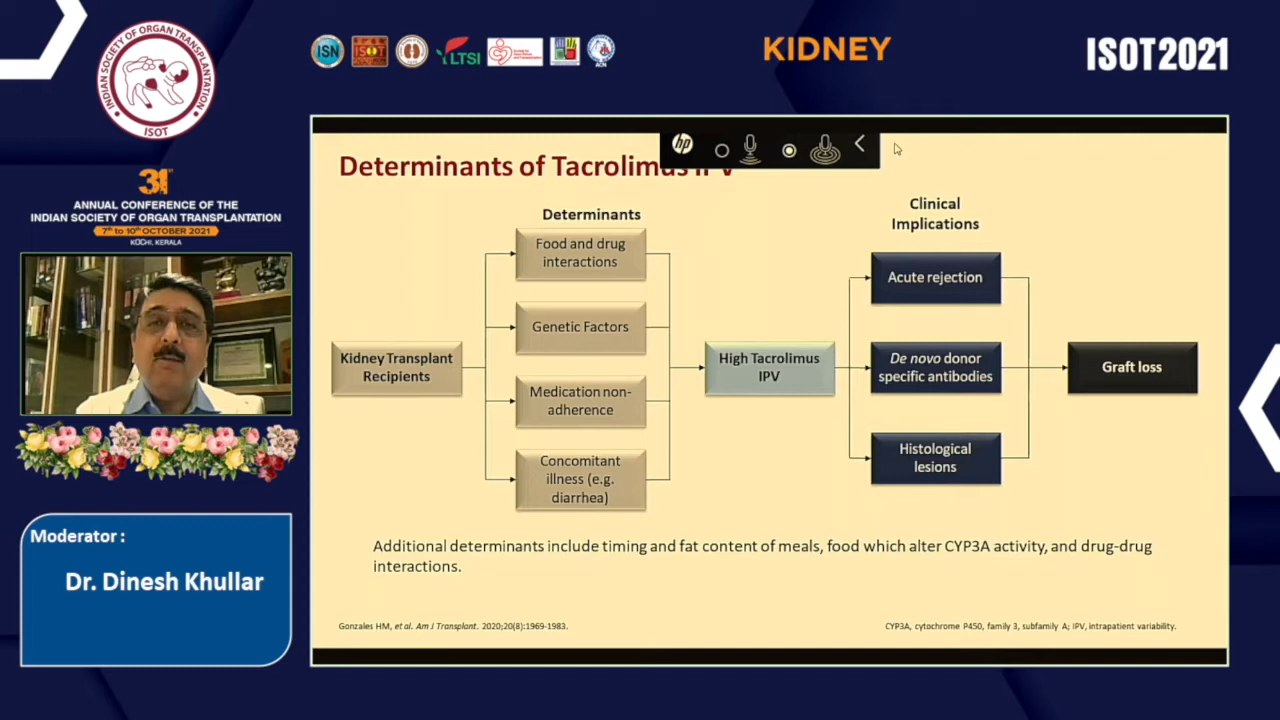 INDIAN SOCIETY OF ORGAN TRANSPLANTATION
ISOT
31st
ANNUAL CONFERENCE OF THE
INDIAN SOCIETY OF ORGAN TRANSPLANTATION
7th to 10th OCTOBER 2021
KOCHI, KERALA
ISN
ISOT
LTSI
ACN
KIDNEY
ISOT2021
hp
Determinants of Tacrolimus IPV
Determinants
Food and drug
interactions
Genetic Factors
Medication non-
adherence
Concomitant
illness (e.g.
diarrhea)
Kidney Transplant
Recipients
High Tacrolimus
IPV
Clinical
Implications
Acute rejection
De novo donor
specific antibodies
Histological
lesions
Graft loss
Additional determinants include timing and fat content of meals, food which alter CYP3A activity, and drug-drug
interactions.
Gonzales HM, et al. Am J Transplant. 2020;20(8):1969-1983.
CYP3A, cytochrome P450, family 3, subfamily A; IPV, intrapatient variability.
Moderator :
Dr. Dinesh Khullar